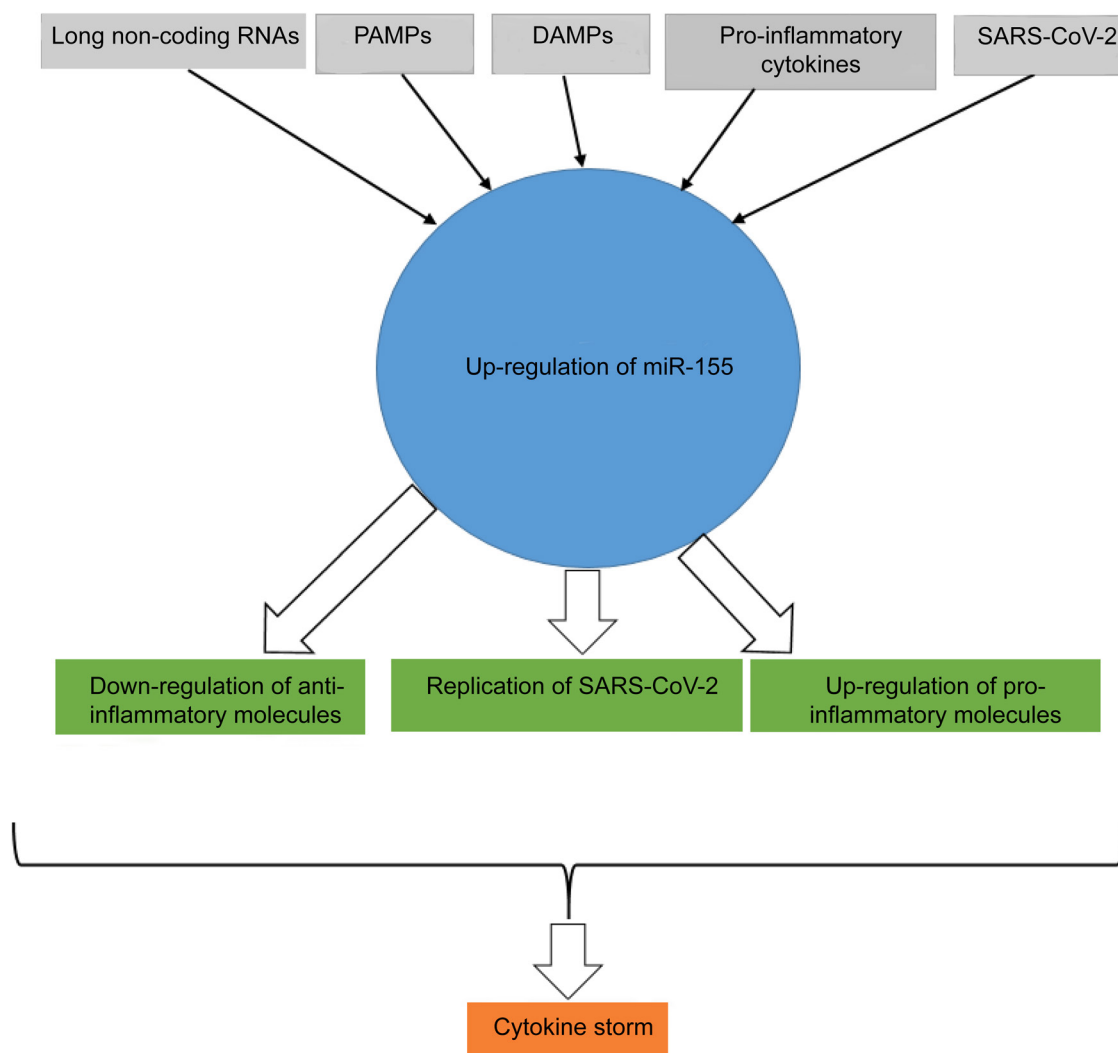 Long non-coding RNAs
PAMPs
DAMPs
Pro-inflammatory
cytokines
SARS-CoV-2
Up-regulation of miR-155
Down-regulation of anti-
inflammatory molecules
Replication of SARS-CoV-2
Up-regulation of pro-
inflammatory molecules
Cytokine storm